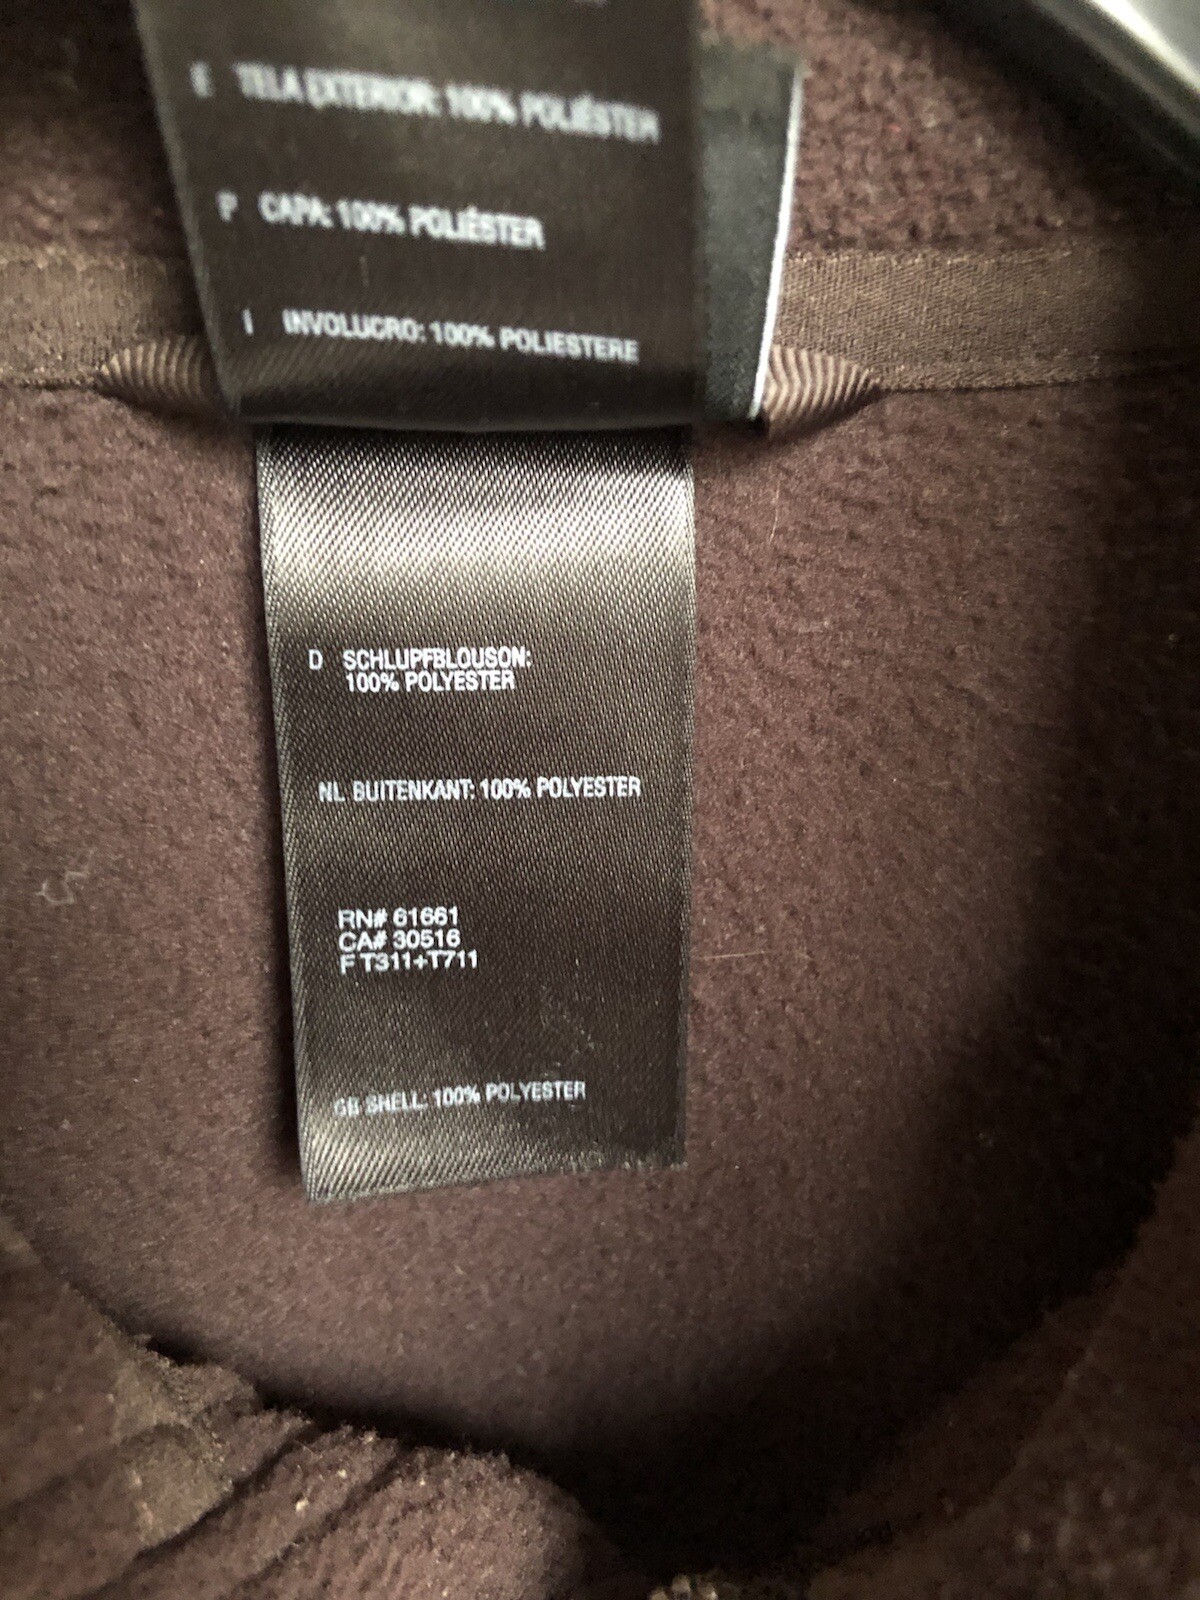 E TELA EXTERIOR: 100% POLIÉSTER
P CAPA: 100% POLIÉSTER
I INVOLUCRO: 100% POLIESTERE
D SCHLUPFBLOUSON:
100% POLYESTER
NL BUITENKANT: 100% POLYESTER
RN# 61661
CA# 30516
F T311+T711
GB SHELL: 100% POLYESTER